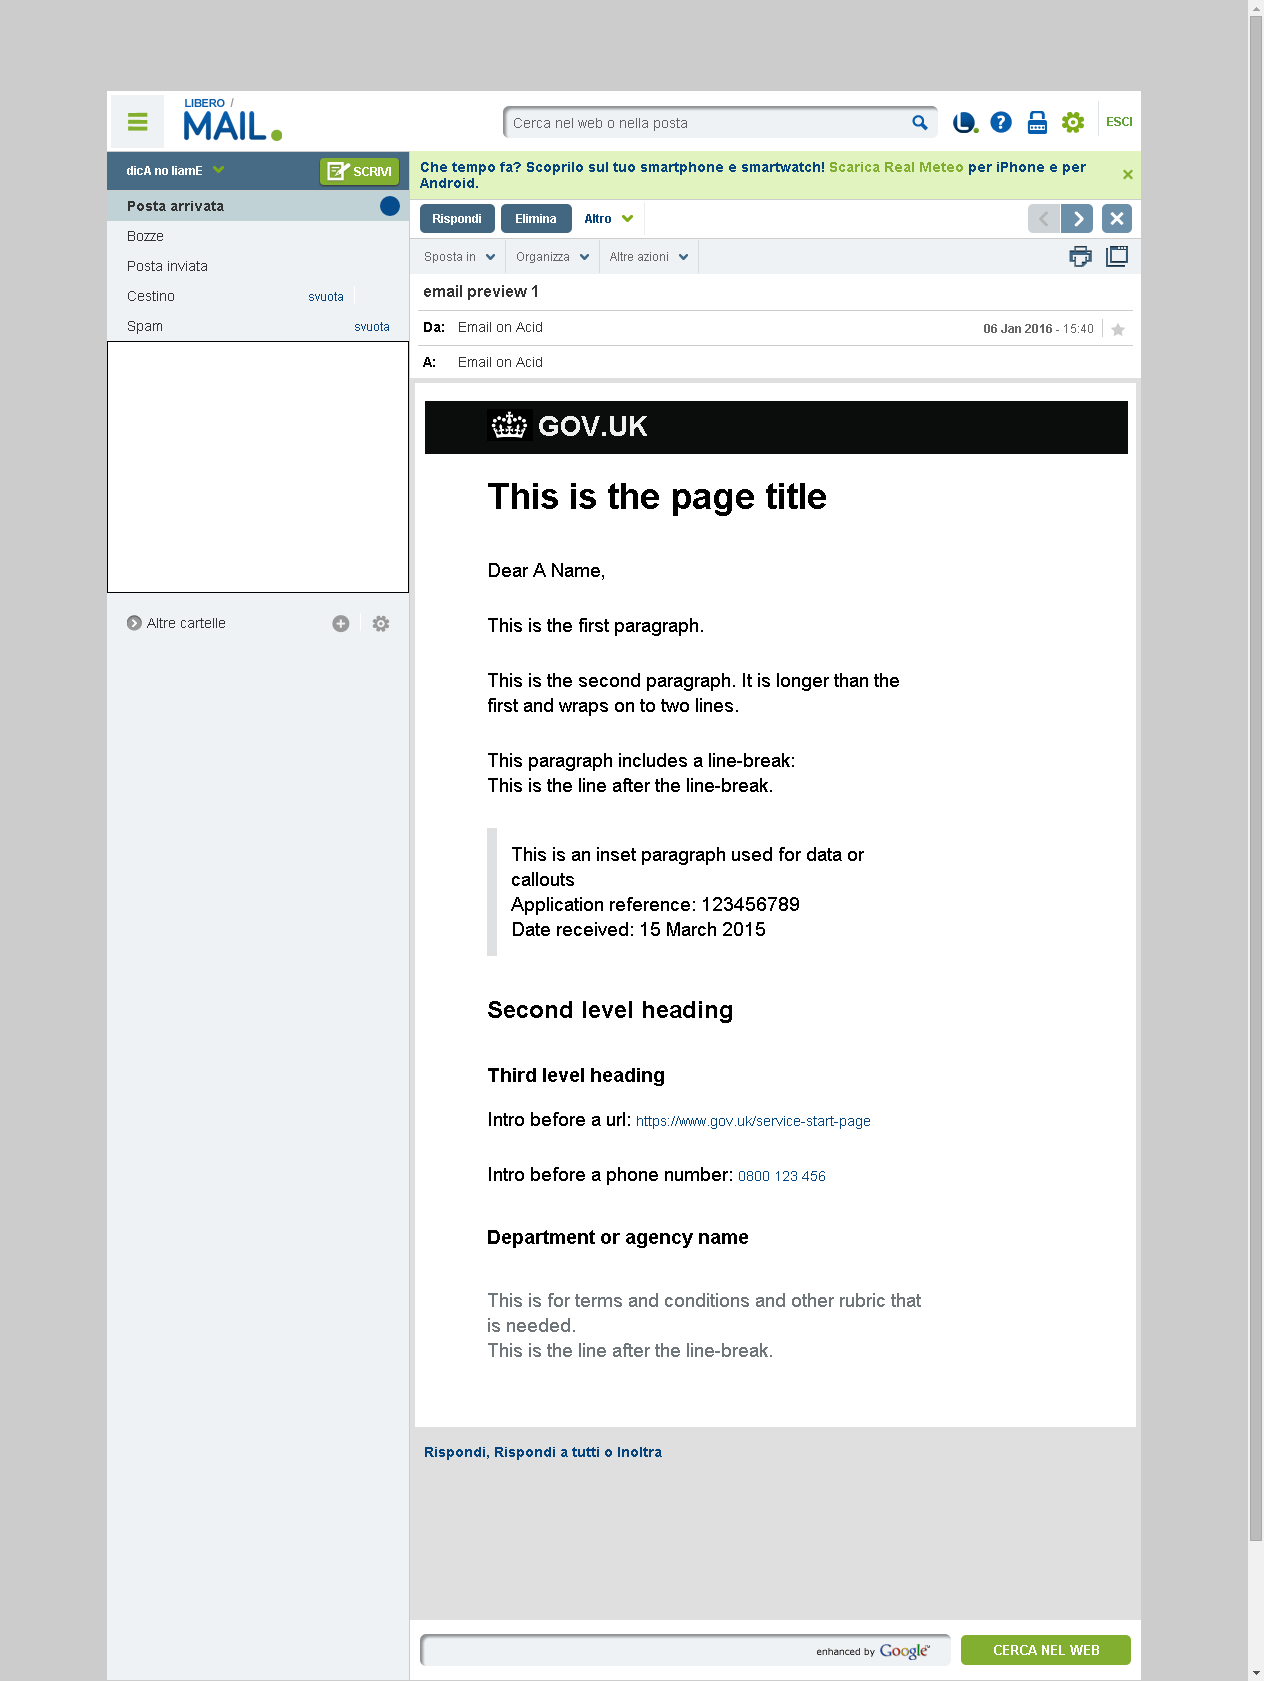 LIBERO /
MAIL.
Cerca nel web o nella posta
ESCI
dicA no liamE
SCRIVI
Che tempo fa? Scoprilo sul tuo smartphone e smartwatch! Scarica Real Meteo per iPhone e per
Android.
Posta arrivata
Bozze
Posta inviata
Cestino svuota
Spam svuota
Altre cartelle
Rispondi Elimina Altro
Sposta in Organizza Altre azioni
email preview 1
Da: Email on Acid 06 Jan 2016 - 15:40
A: Email on Acid
GOV.UK
This is the page title
Dear A Name,
This is the first paragraph.
This is the second paragraph. It is longer than the
first and wraps on to two lines.
This paragraph includes a line-break:
This is the line after the line-break.
This is an inset paragraph used for data or
callouts
Application reference: 123456789
Date received: 15 March 2015
Second level heading
Third level heading
Intro before a url: https://www.gov.uk/service-start-page
Intro before a phone number: 0800 123 456
Department or agency name
This is for terms and conditions and other rubric that
is needed.
This is the line after the line-break.
Rispondi, Rispondi a tutti o Inoltra
enhanced by Google™
CERCA NEL WEB